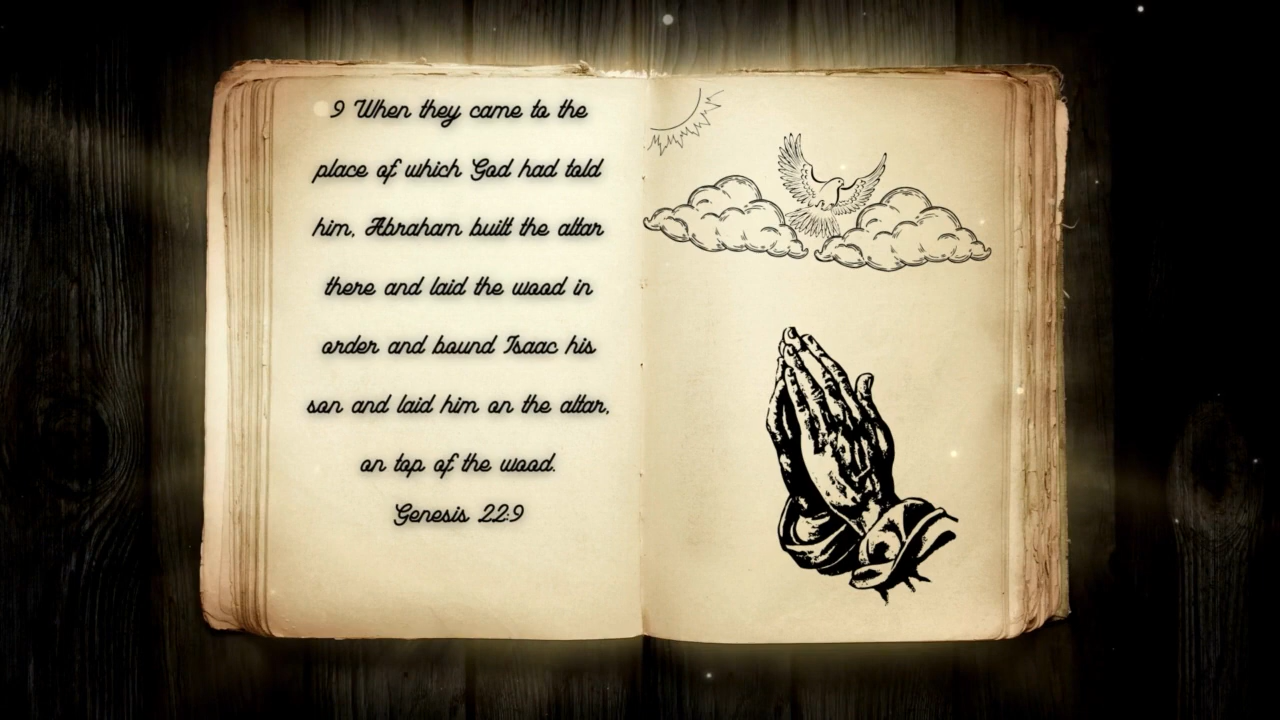 9 When they came to the
place of which God had told
him, Abraham built the altar
there and laid the wood in
order and bound Isaac his
son and laid him on the altar,
on top of the wood.
Genesis 22:9